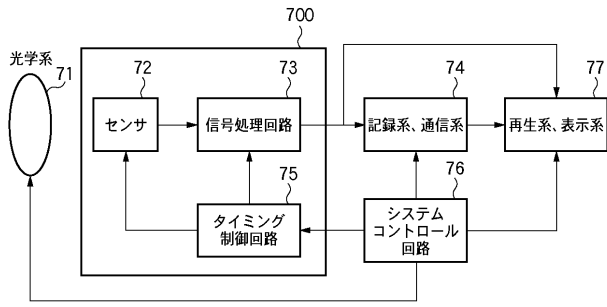 700
光学系
71
72
73
74
77
センサ
信号処理回路
記録系、通信系
再生系、表示系
75
76
タイミング
制御回路
システム
コントロール
回路